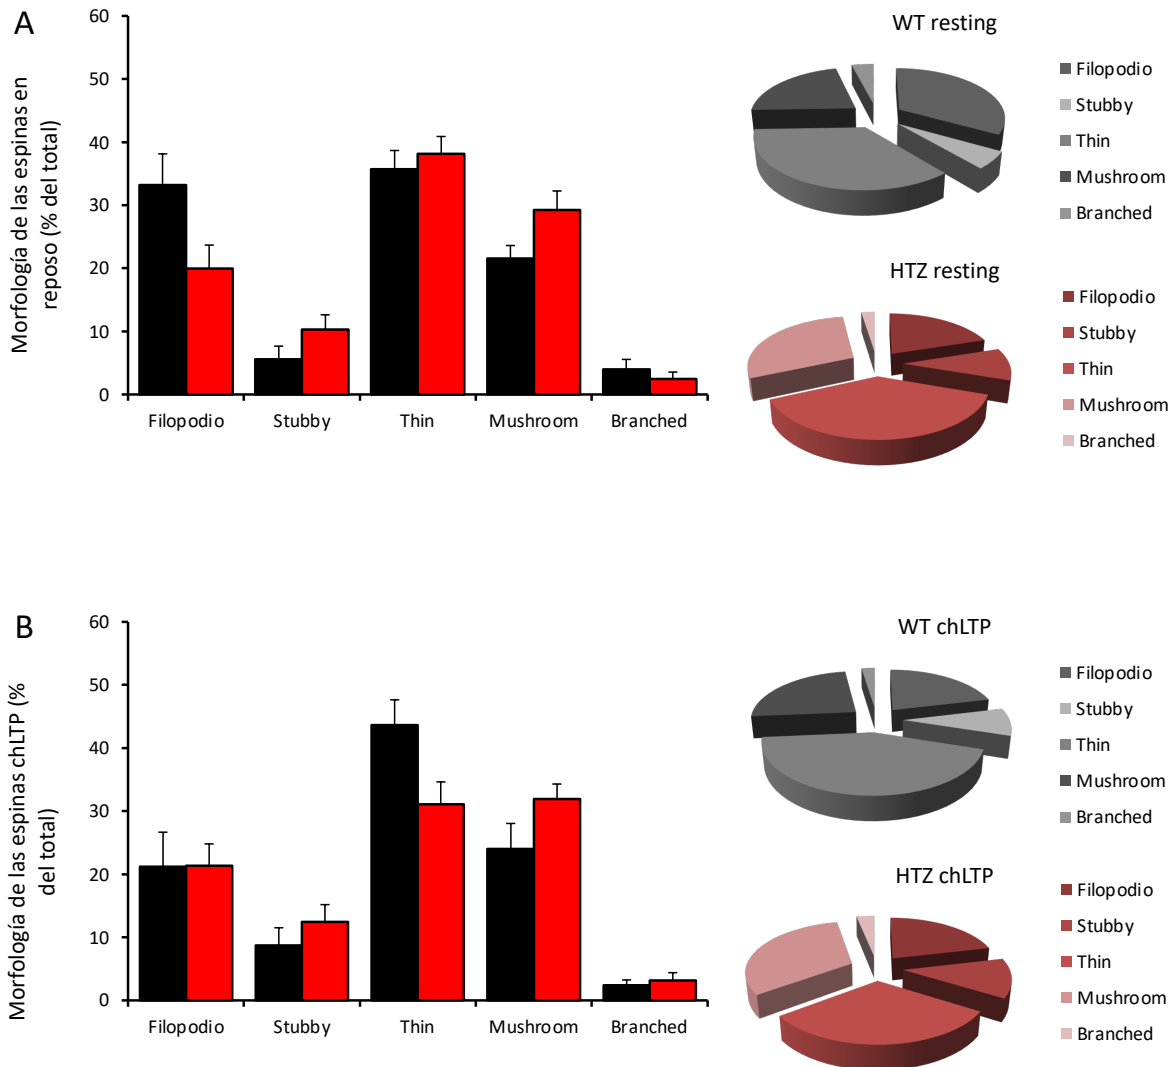 A
Morfología de las espinas en
reposo (% del total)
60
50
40
30
20
10
0
Filopodio
Stubby
Thin
Mushroom
Branched
WT resting
Filopodio
Stubby
Thin
Mushroom
Branched
HTZ resting
Filopodio
Stubby
Thin
Mushroom
Branched
B
Morfología de las espinas chLTP (%
del total)
60
50
40
30
20
10
0
Filopodio
Stubby
Thin
Mushroom
Branched
WT chLTP
Filopodio
Stubby
Thin
Mushroom
Branched
HTZ chLTP
Filopodio
Stubby
Thin
Mushroom
Branched